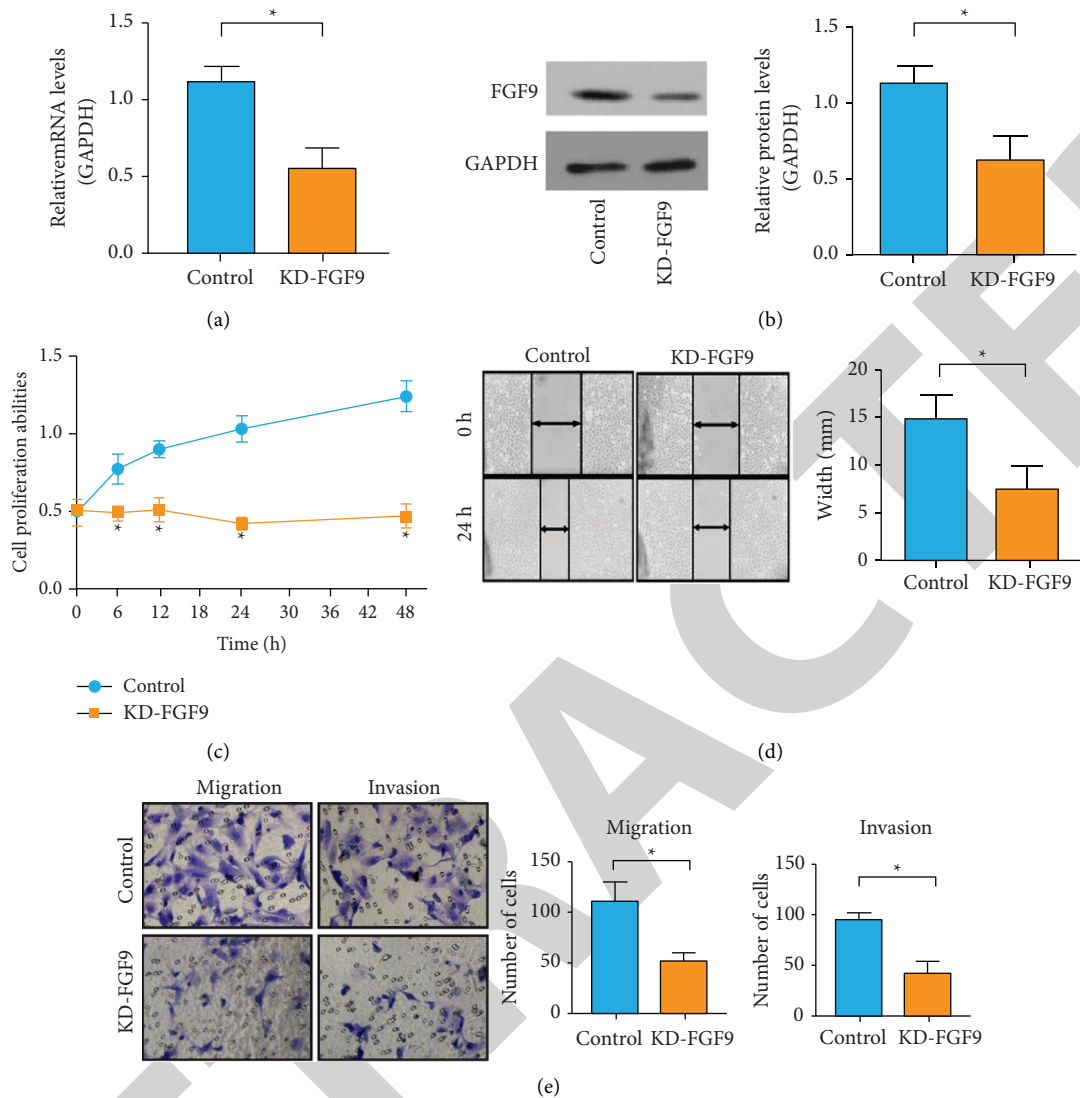 *
1.5
1.0
0.5
0.0
RelativemRNA levels
(GAPDH)
Control
KD-FGF9
(a)
FGF9
GAPDH
Control
KD-FGF9
*
1.5
1.0
0.5
0.0
Relative protein levels
(GAPDH)
Control
KD-FGF9
(b)
1.5
1.0
0.5
0.0
Cell proliferation abilities
*
*
*
*
0 6 12 18 24 30 36 42 48
Time (h)
Control
KD-FGF9
(c)
Control
KD-FGF9
0 h
24 h
*
20
15
10
5
0
Width (mm)
Control
KD-FGF9
(d)
Migration
Invasion
Control
KD-FGF9
Migration
*
150
100
50
0
Number of cells
Control
KD-FGF9
Invasion
*
150
100
50
0
Number of cells
Control
KD-FGF9
(e)